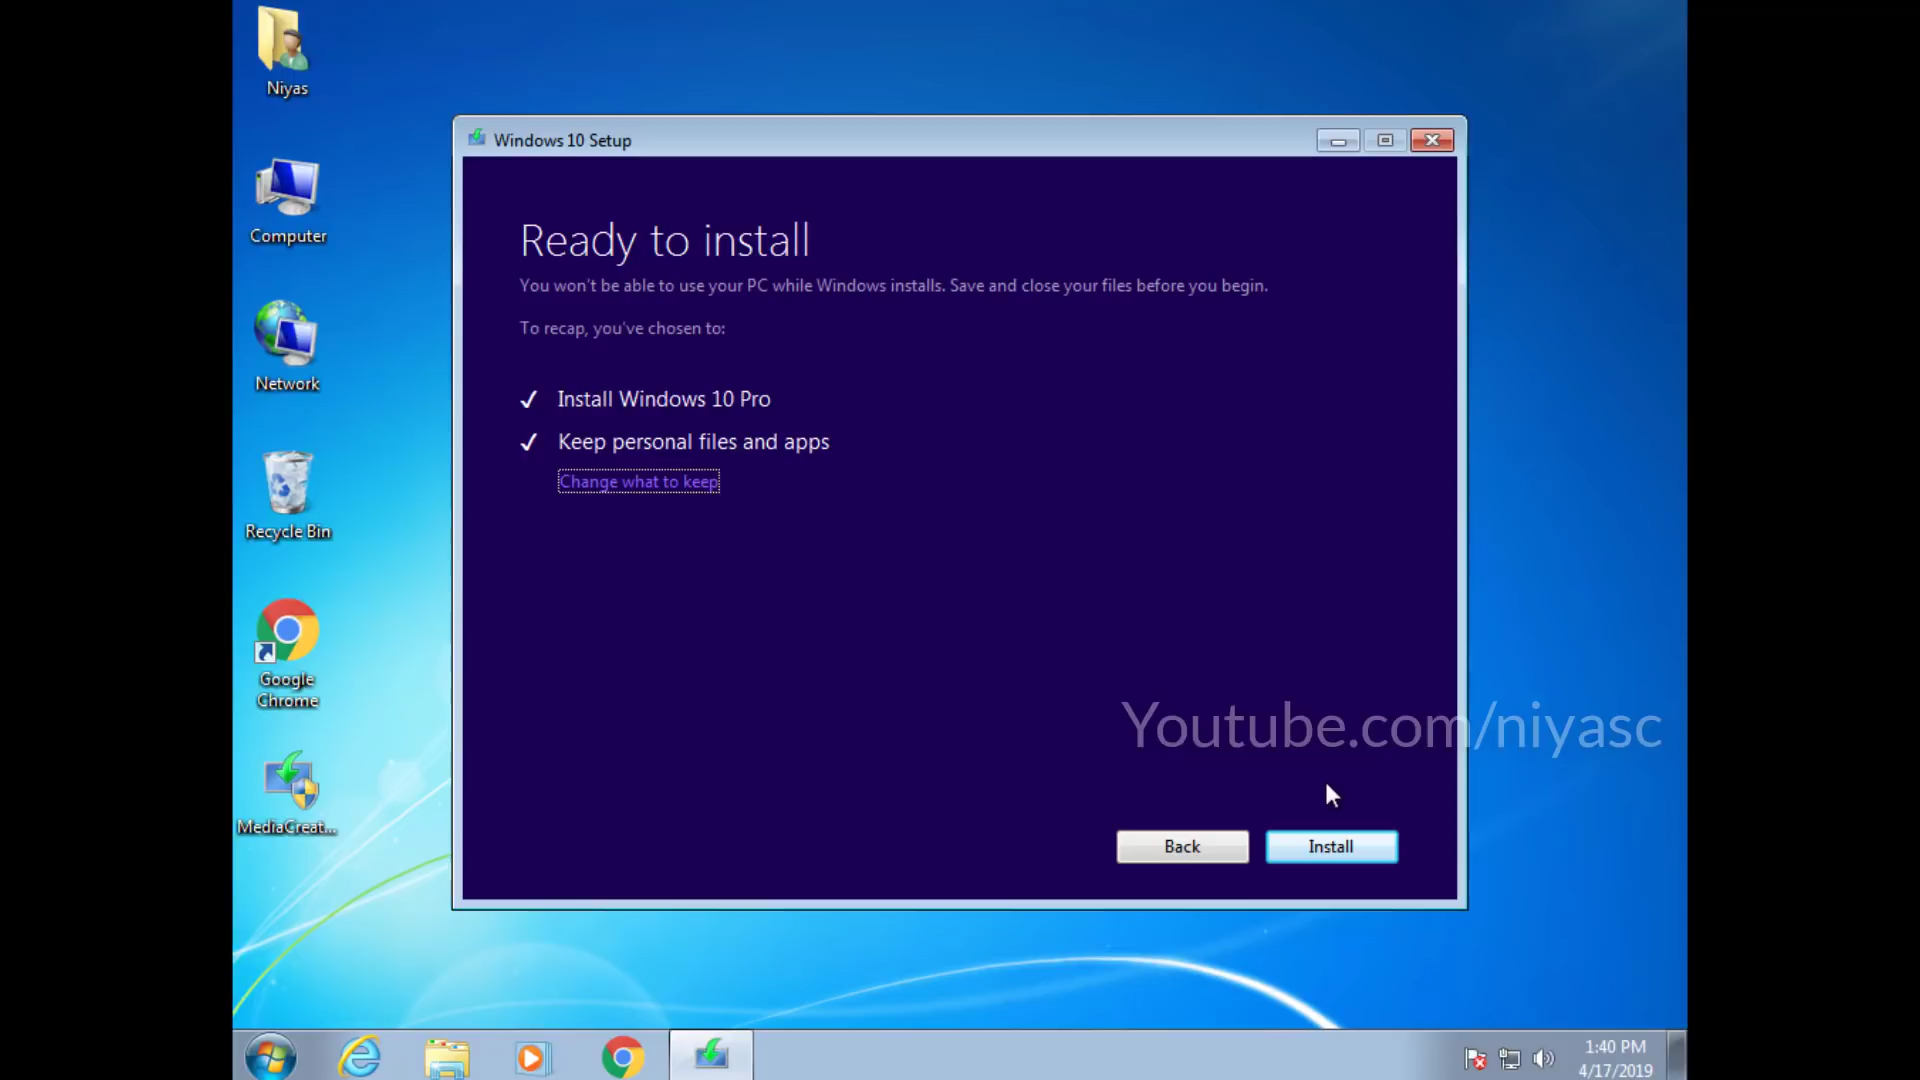 Niyas
Computer
Network
Recycle Bin
Google
Chrome
MediaCreat...
Windows 10 Setup
Ready to install
You won't be able to use your PC while Windows installs. Save and close your files before you begin.
To recap, you've chosen to:
Install Windows 10 Pro
Keep personal files and apps
Change what to keep
Youtube.com/niyasc
Back
Install
1:40 PM
4/17/2019